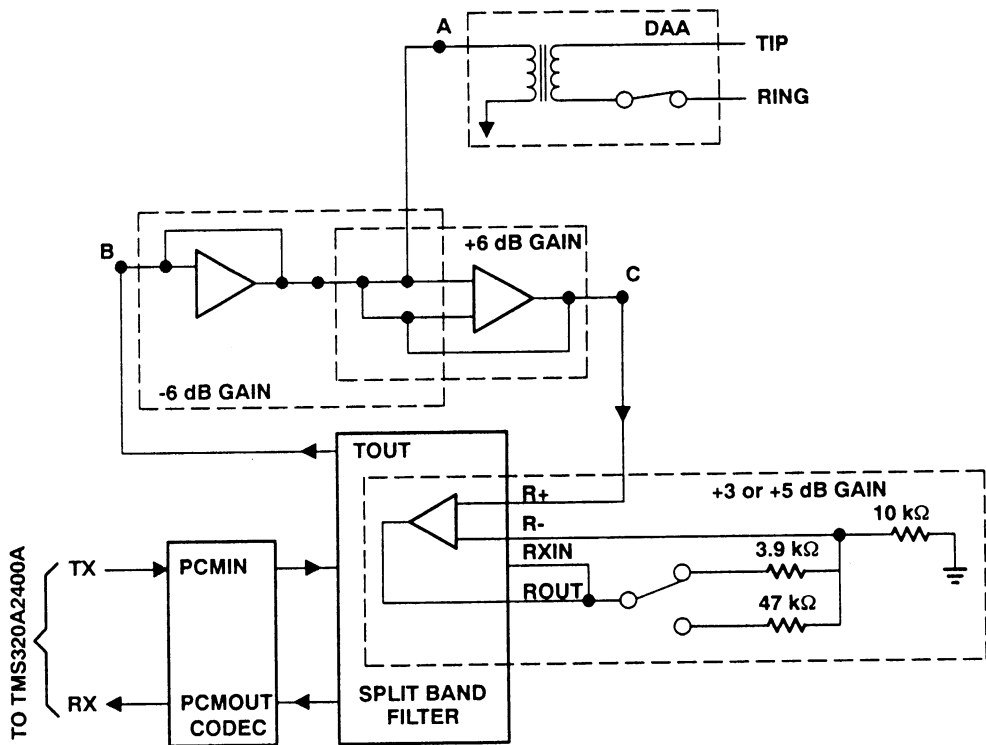 A
DAA
TIP
RING
B
+6 dB GAIN
C
-6 dB GAIN
TOUT
+3 or +5 dB GAIN
R+
10 kΩ
R-
RXIN
3.9 kΩ
ROUT
47 kΩ
TO TMS320A2400A
TX
PCMIN
RX
PCMOUT
CODEC
SPLIT BAND
FILTER